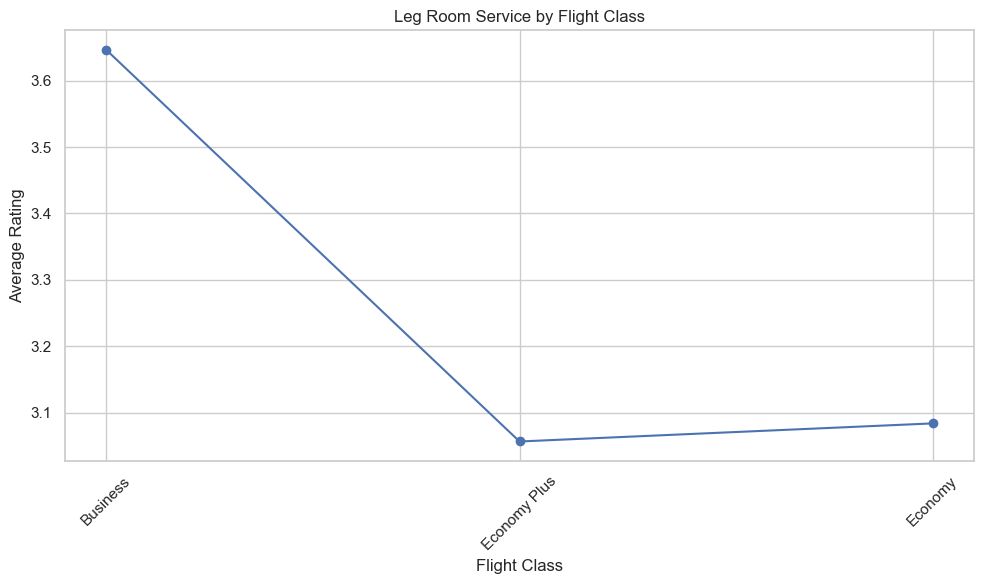 Leg Room Service by Flight Class
Average Rating
3.6
3.5
3.4
3.3
3.2
3.1
Business
Economy Plus
Economy
Flight Class